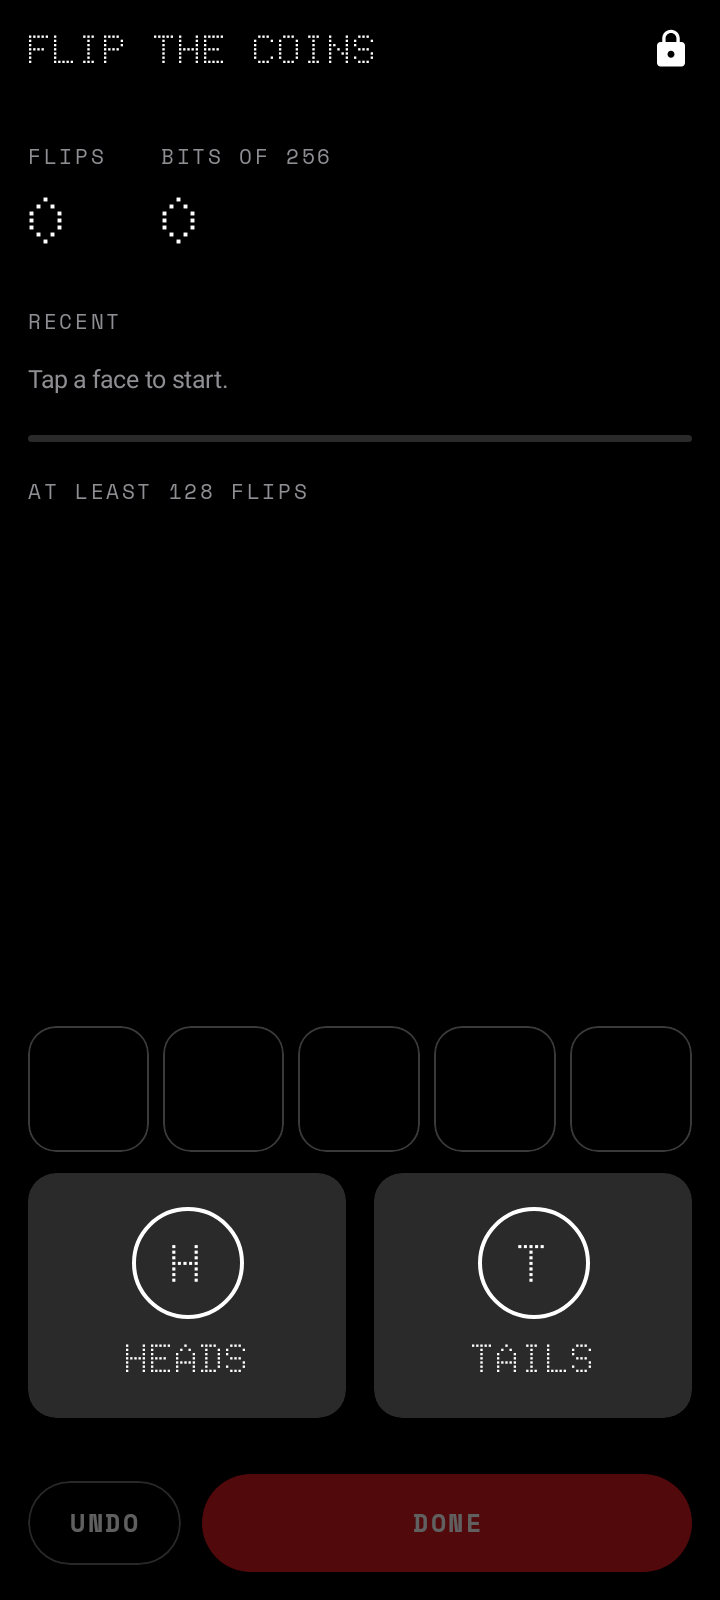 FLIP THE COINS
FLIPS BITS OF 256
0 0
RECENT
Tap a face to start.
AT LEAST 128 FLIPS
H T
HEADS TAILS
UNDO DONE